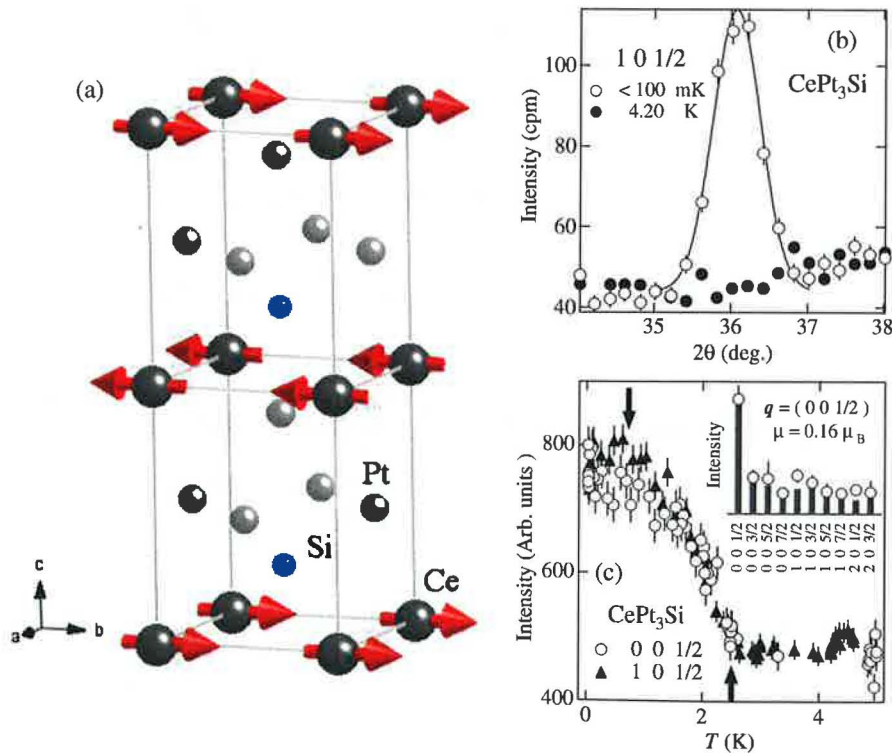 (a)
Pt
Si
Ce
c
a
b
(b)
1 0 1/2
CePt₃Si
< 100 mK
4.20 K
Intensity (cpm)
100
80
60
40
35
36
37
38
2θ (deg.)
q = ( 0 0 1/2 )
μ = 0.16 μB
Intensity
0 0 1/2
0 0 3/2
0 0 5/2
0 0 7/2
1 0 1/2
1 0 3/2
1 0 5/2
1 0 7/2
2 0 1/2
2 0 3/2
(c)
CePt₃Si
0 0 1/2
1 0 1/2
Intensity (Arb. units)
800
600
400
0
2
4
T (K)